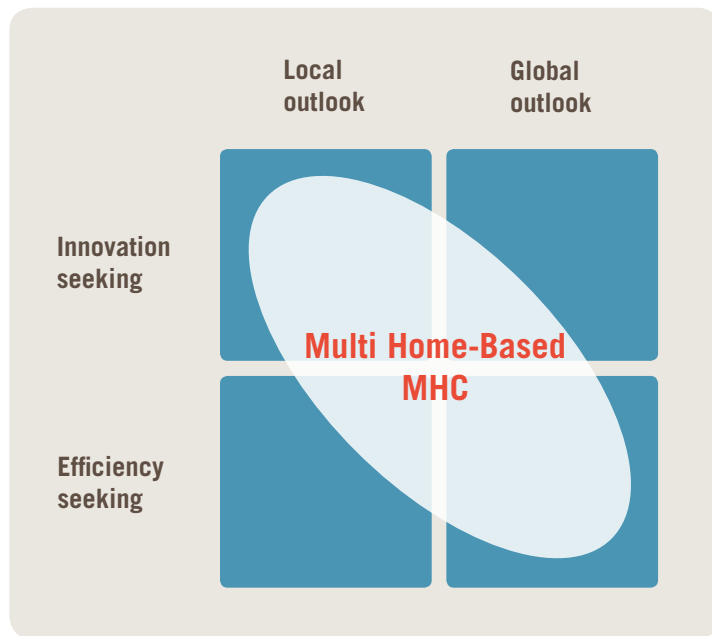 Local
outlook
Global
outlook
Innovation
seeking
Multi Home-Based
MHC
Efficiency
seeking